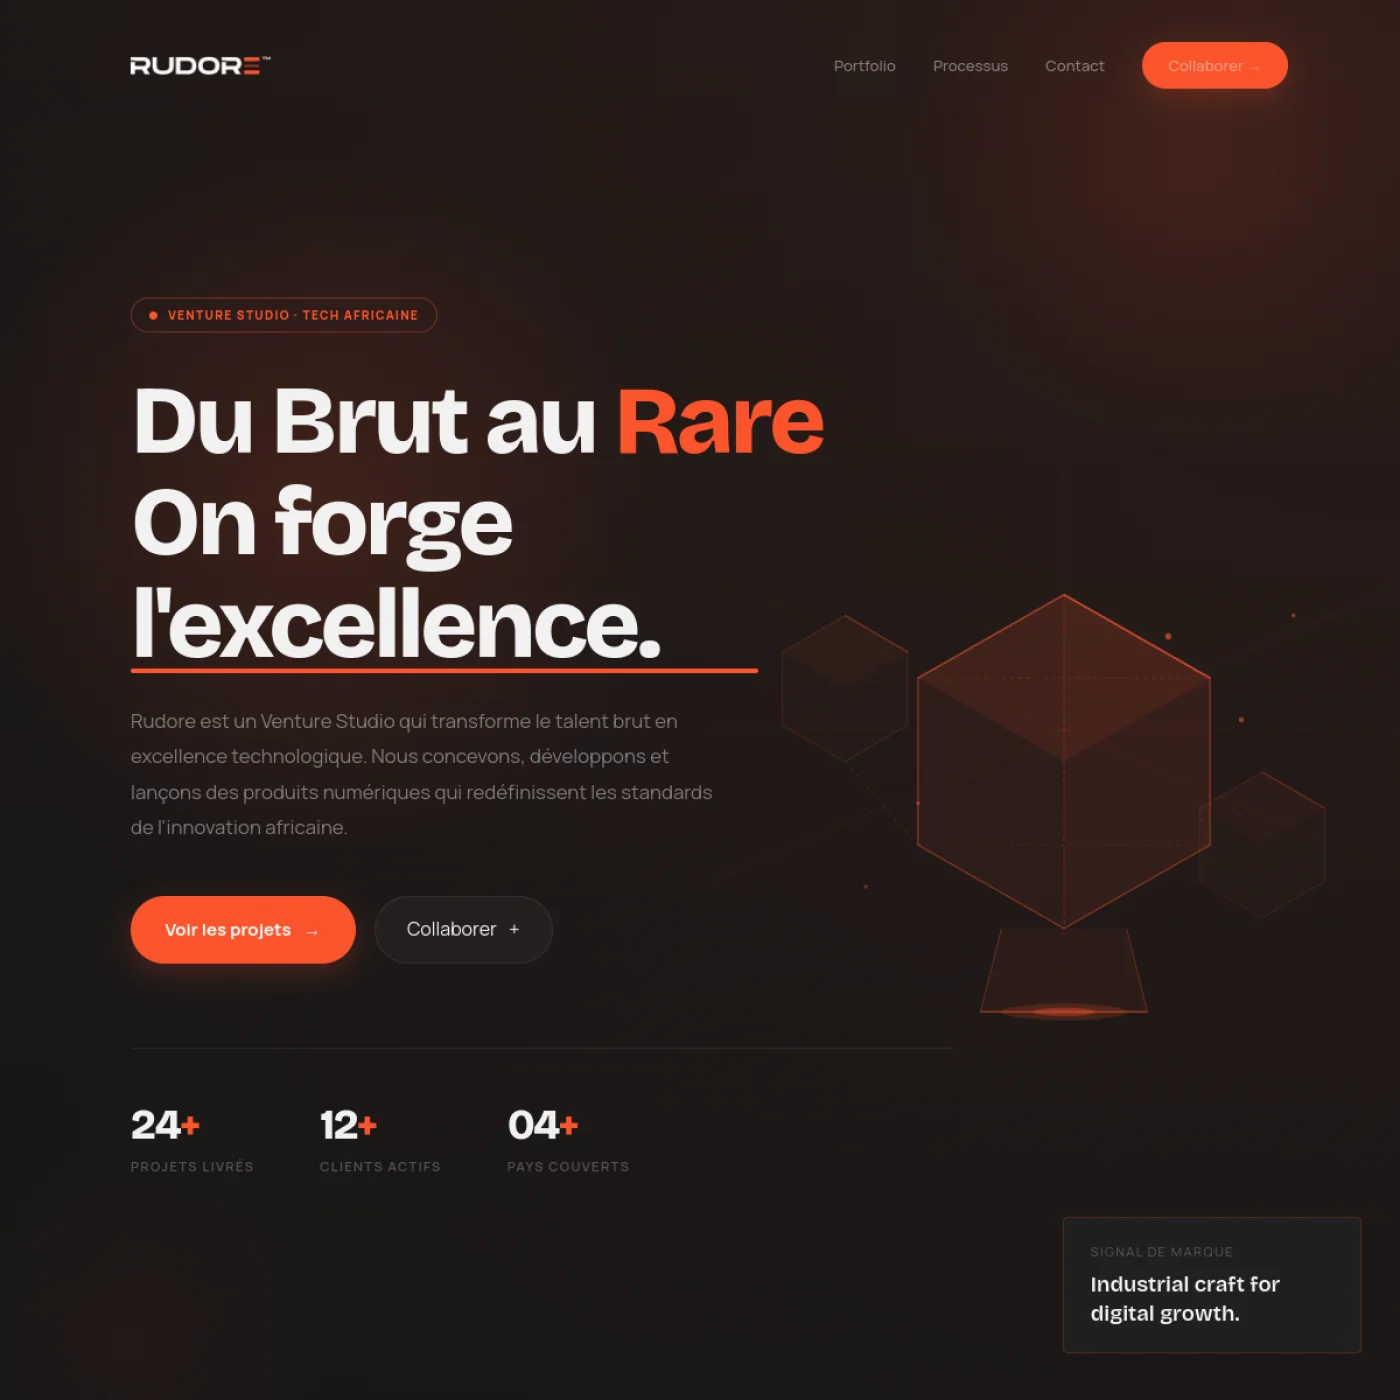 RUDORE™
Portfolio
Processus
Contact
Collaborer →
VENTURE STUDIO · TECH AFRICAINE
Du Brut au Rare
On forge
l'excellence.
Rudore est un Venture Studio qui transforme le talent brut en
excellence technologique. Nous concevons, développons et
lançons des produits numériques qui redéfinissent les standards
de l'innovation africaine.
Voir les projets →
Collaborer +
24+
PROJETS LIVRÉS
12+
CLIENTS ACTIFS
04+
PAYS COUVERTS
SIGNAL DE MARQUE
Industrial craft for
digital growth.